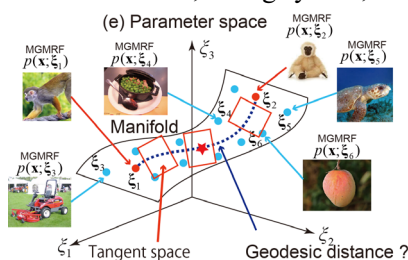 (e) Parameter space
MGMRF
p(x;ξ₁)
MGMRF
p(x;ξ₄)
ξ₃
MGMRF
p(x;ξ₂)
MGMRF
p(x;ξ₅)
ξ₂
ξ₄
ξ₅
Manifold
ξ₆
MGMRF
p(x;ξ₃)
ξ₃
ξ₁
MGMRF
p(x;ξ₆)
ξ₁
Tangent space
ξ₂
Geodesic distance ?